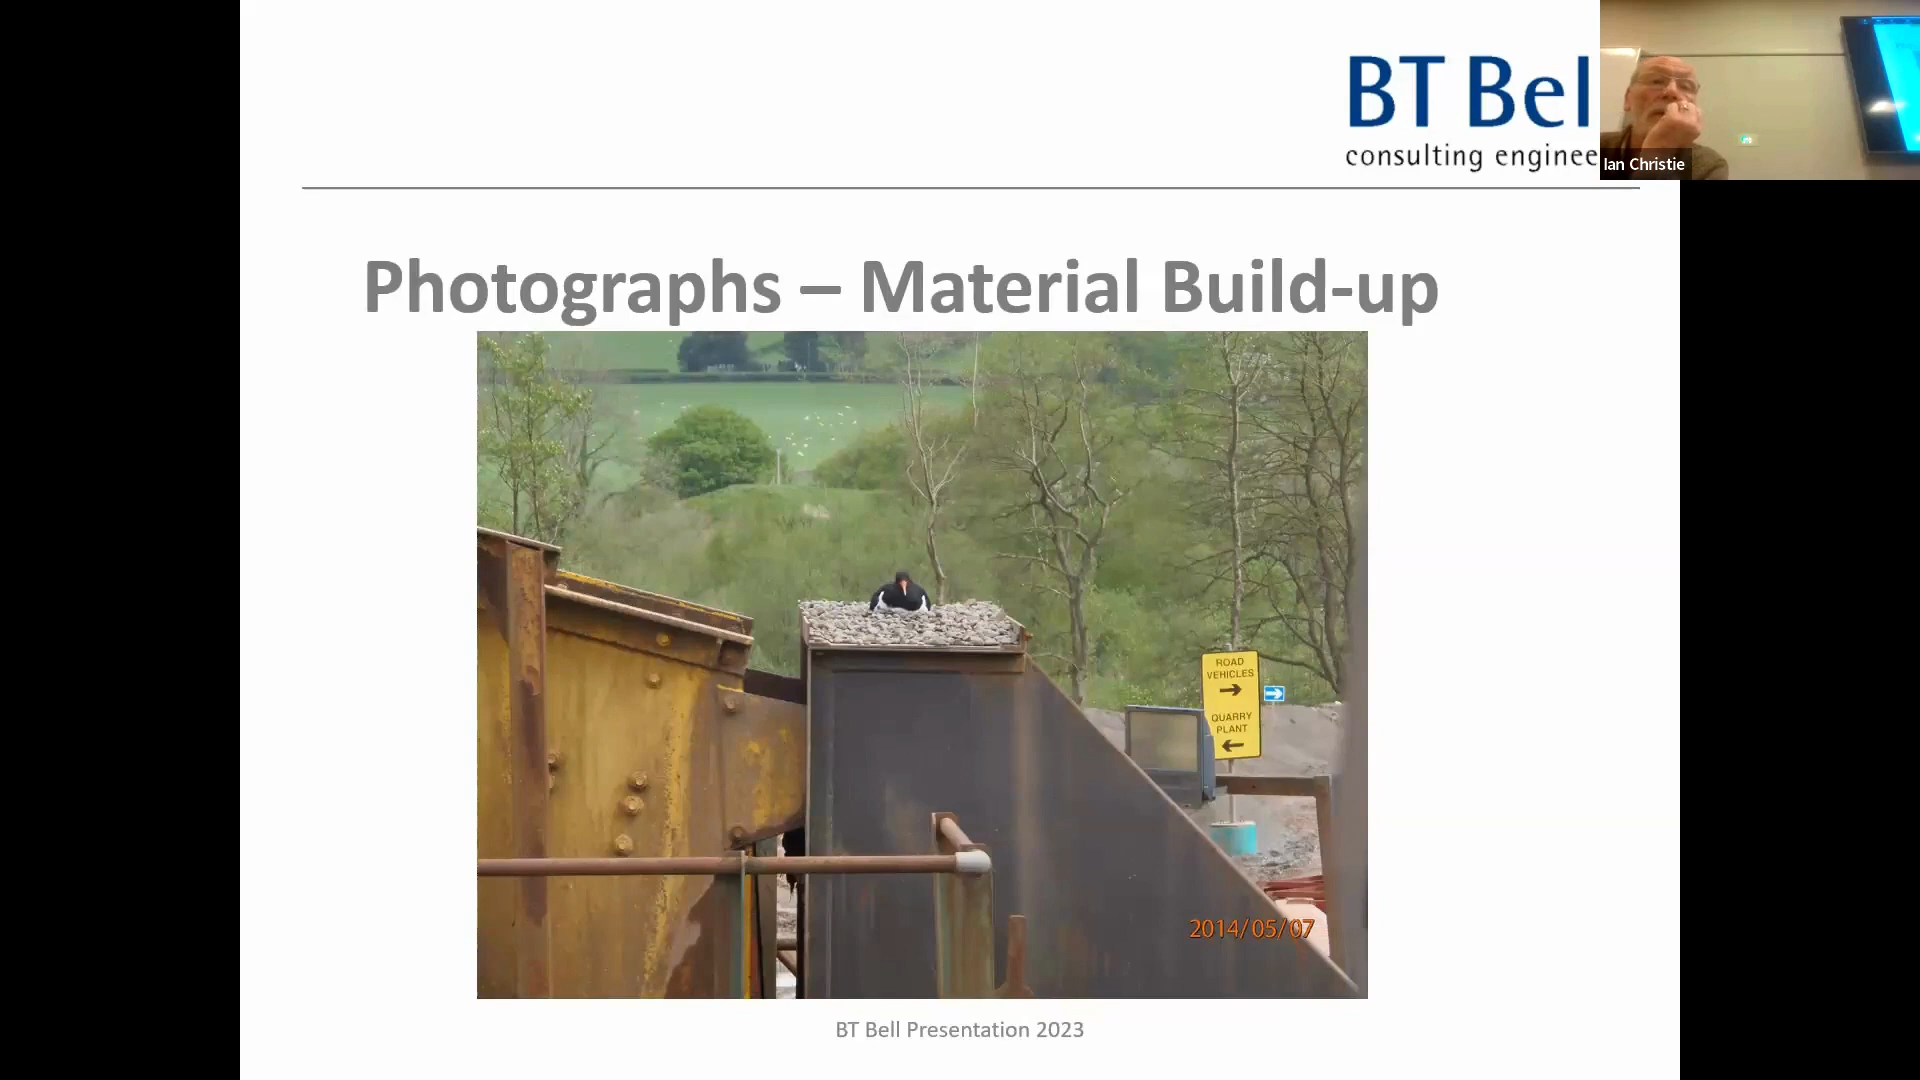 BT Bel
consulting enginee
Ian Christie
Photographs – Material Build-up
ROAD
VEHICLES
QUARRY
PLANT
2014/05/07
BT Bell Presentation 2023